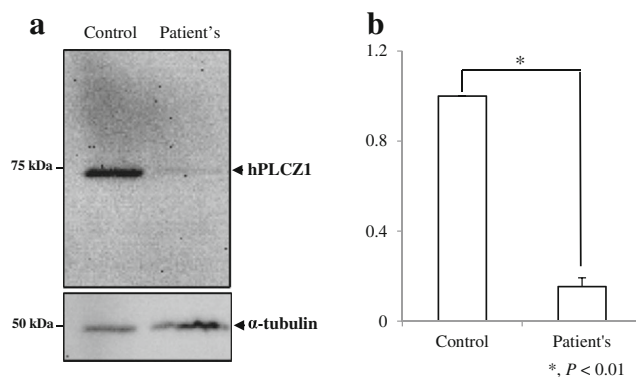 a
Control Patient's
75 kDa
hPLCZ1
50 kDa
α-tubulin
b
1.2
0.8
0.4
0
*
Control Patient's
*, P < 0.01